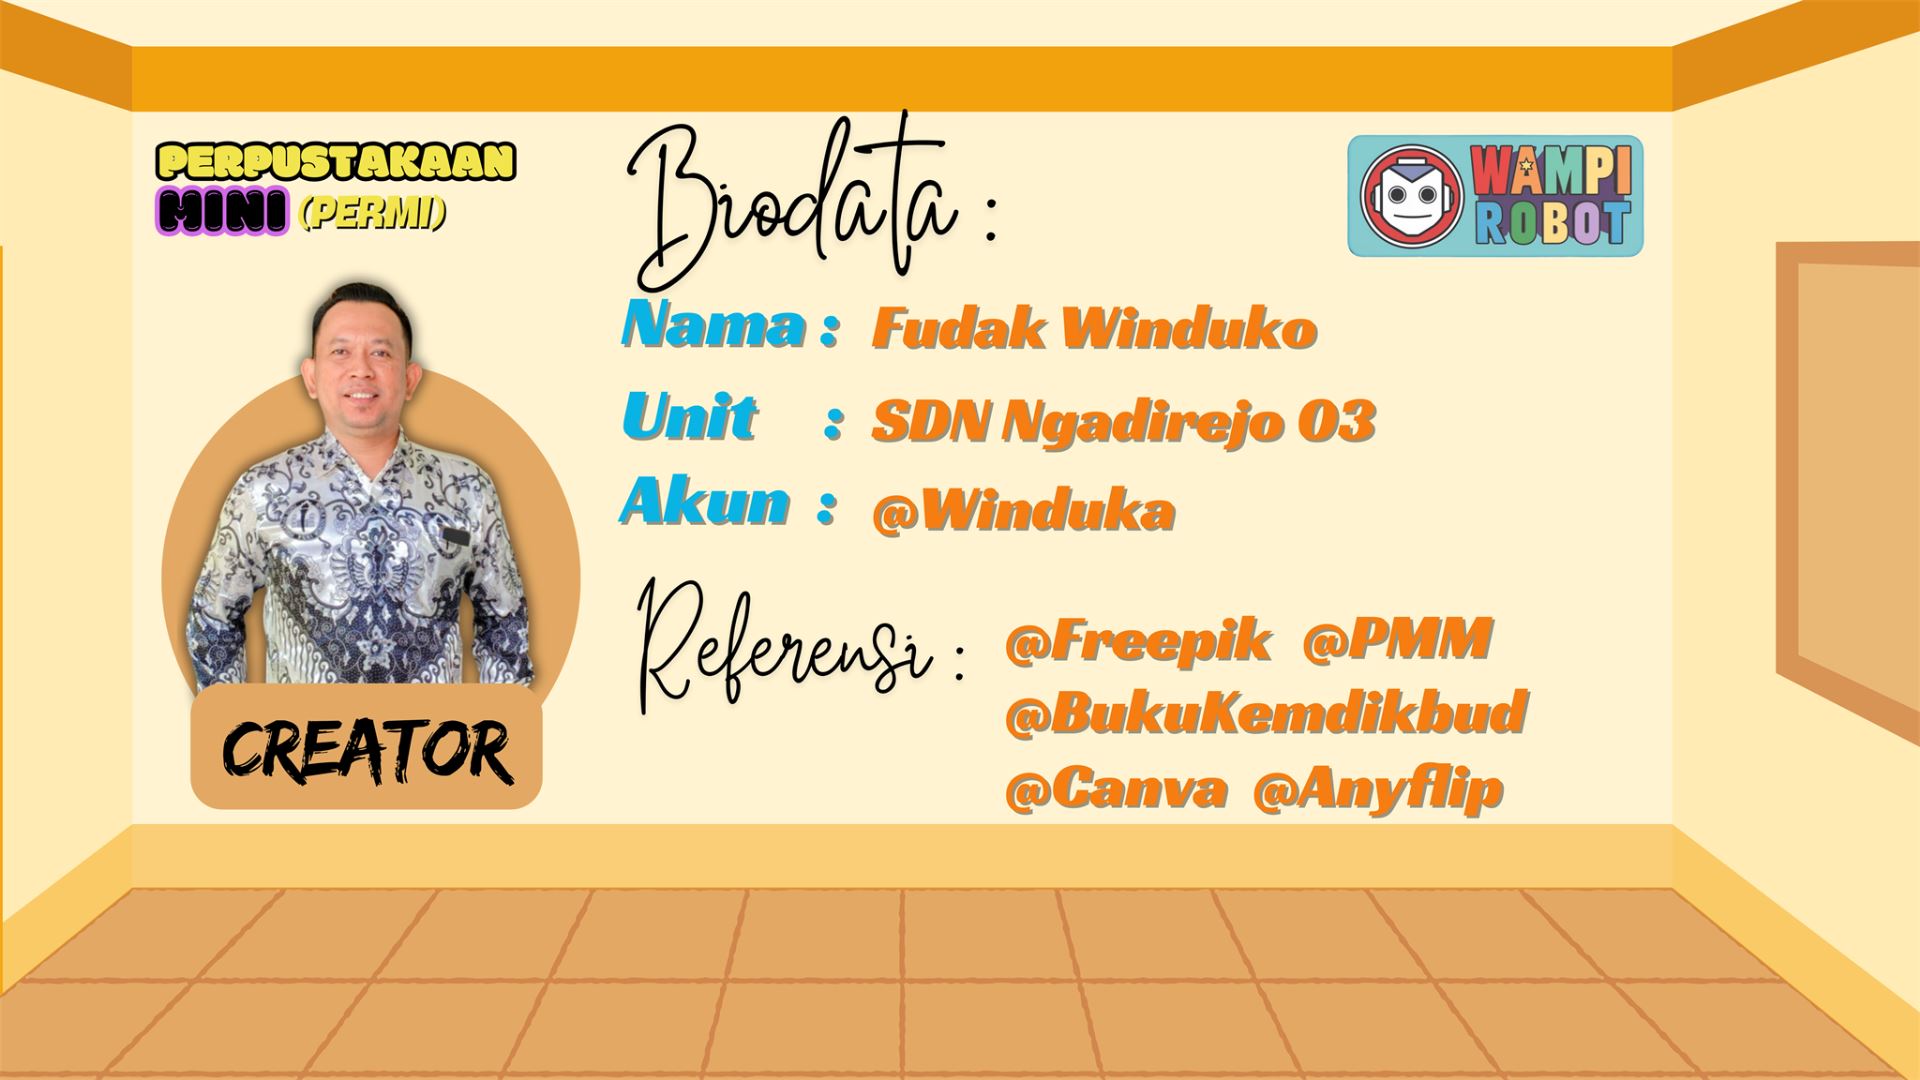 PERPUSTAKAAN
MINI (PERMI)
WAMPI
ROBOT
Biodata :
Nama : Fudak Winduko
Unit : SDN Ngadirejo 03
Akun : @Winduka
Referensi : @Freepik @PMM
@BukuKemdikbud
@Canva @Anyflip
CREATOR